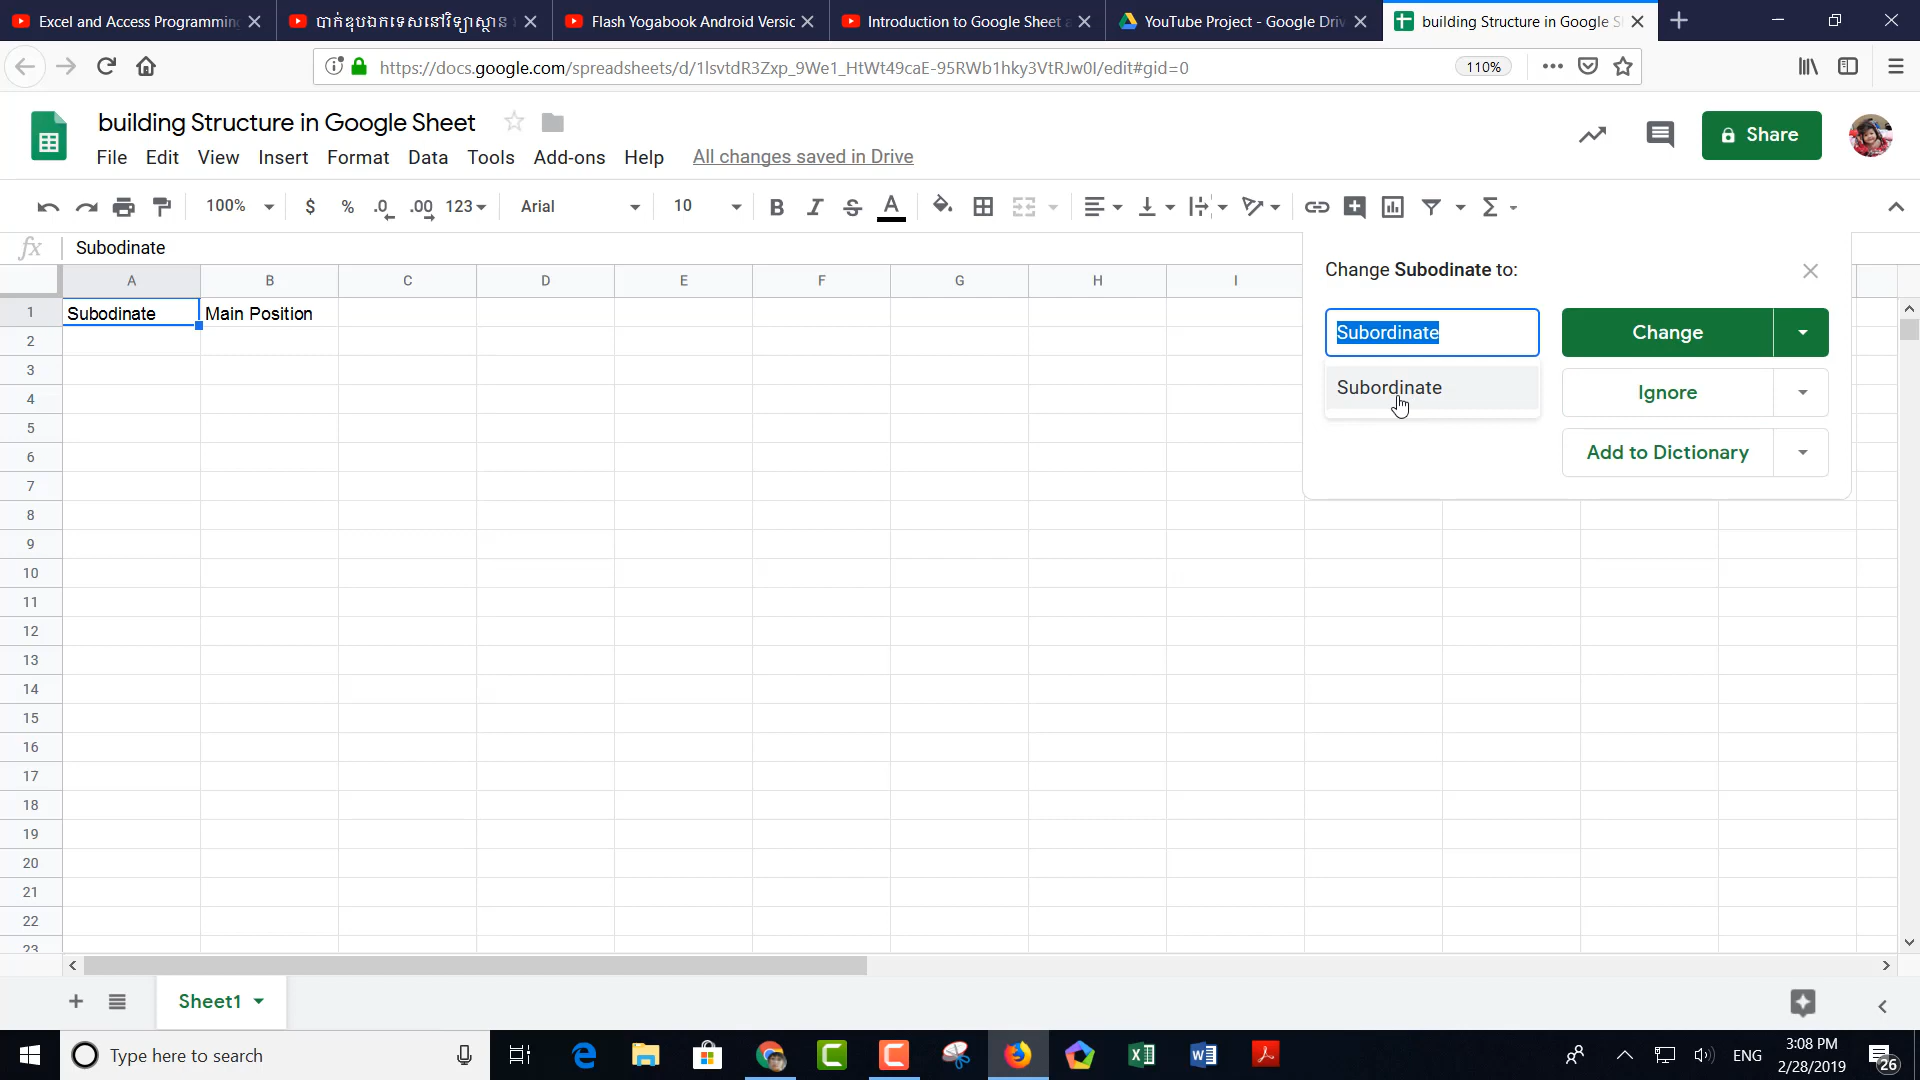 Excel and Access Programming
បាក់ឌុបឯកទេសនៅវិទ្យាស្ថាន
Flash Yogabook Android Versic
Introduction to Google Sheet a
YouTube Project - Google Driv
building Structure in Google S
https://docs.google.com/spreadsheets/d/1lsvtdR3Zxp_9We1_HtWt49caE-95RWb1hky3VtRJw0I/edit#gid=0
110%
building Structure in Google Sheet
Share
File Edit View Insert Format Data Tools Add-ons Help All changes saved in Drive
100% $ % .0 .00 123 Arial 10 B I S A Σ
fx Subodinate
A B C D E F G H I
Change Subodinate to:
1 Subodinate Main Position
Subordinate
Change
Subordinate
Ignore
Add to Dictionary
2
3
4
5
6
7
8
9
10
11
12
13
14
15
16
17
18
19
20
21
22
23
Sheet1
Type here to search
ENG
3:08 PM
2/28/2019
26